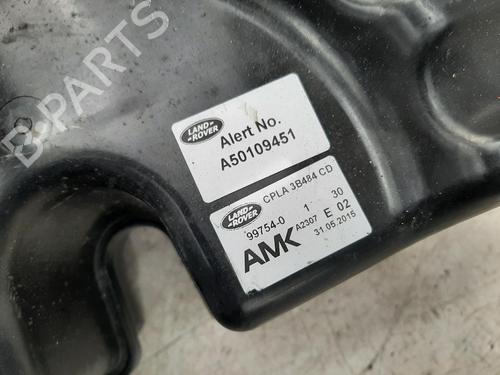 B-PARTS
LAND
ROVER
Alert No.
A50109451
LAND
ROVER
CPLA 3B484 CD
99754-0 1 30
AMK A2307 E 02
31.05.2015